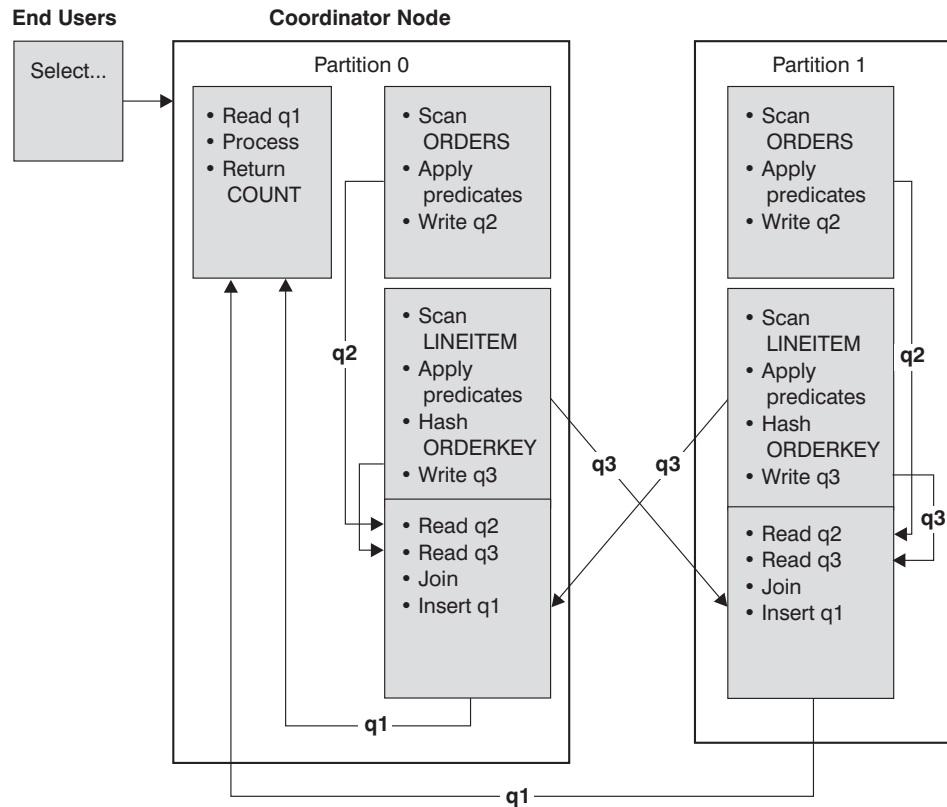 End Users
Coordinator Node
Select...
Partition 0
• Read q1
• Process
• Return
COUNT
• Scan
ORDERS
• Apply
predicates
• Write q2
• Scan
LINEITEM
• Apply
predicates
• Hash
ORDERKEY
• Write q3
• Read q2
• Read q3
• Join
• Insert q1
q2
q1
q3
q3
Partition 1
• Scan
ORDERS
• Apply
predicates
• Write q2
• Scan
LINEITEM
• Apply
predicates
• Hash
ORDERKEY
• Write q3
• Read q2
• Read q3
• Join
• Insert q1
q2
q3
q1